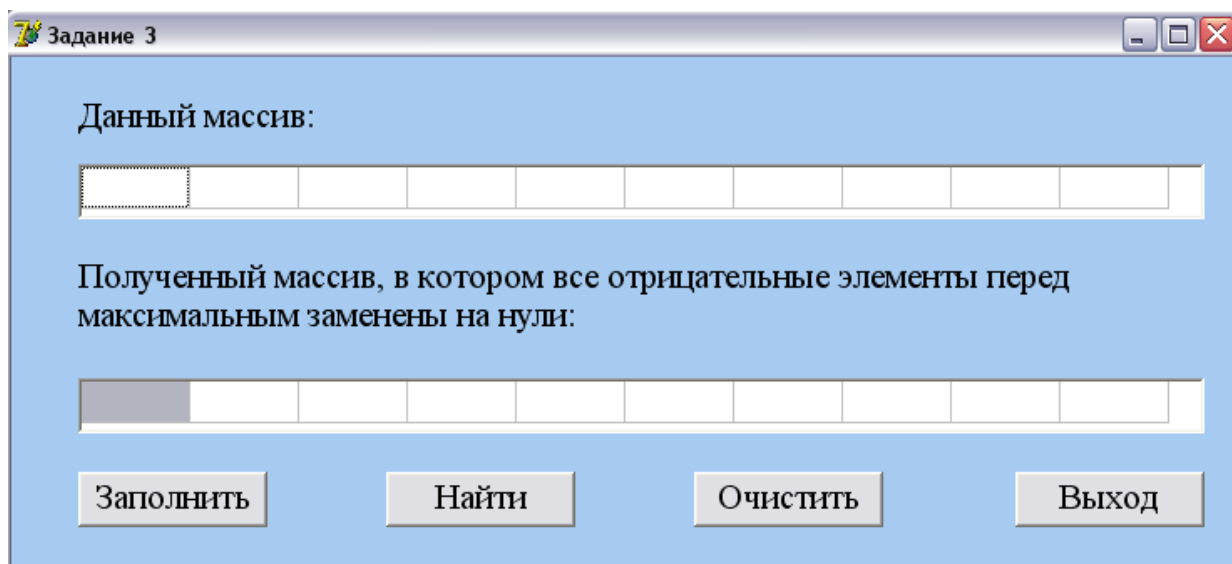 Задание 3
Данный массив:
Полученный массив, в котором все отрицательные элементы перед
максимальным заменены на нули:
Заполнить Найти Очистить Выход